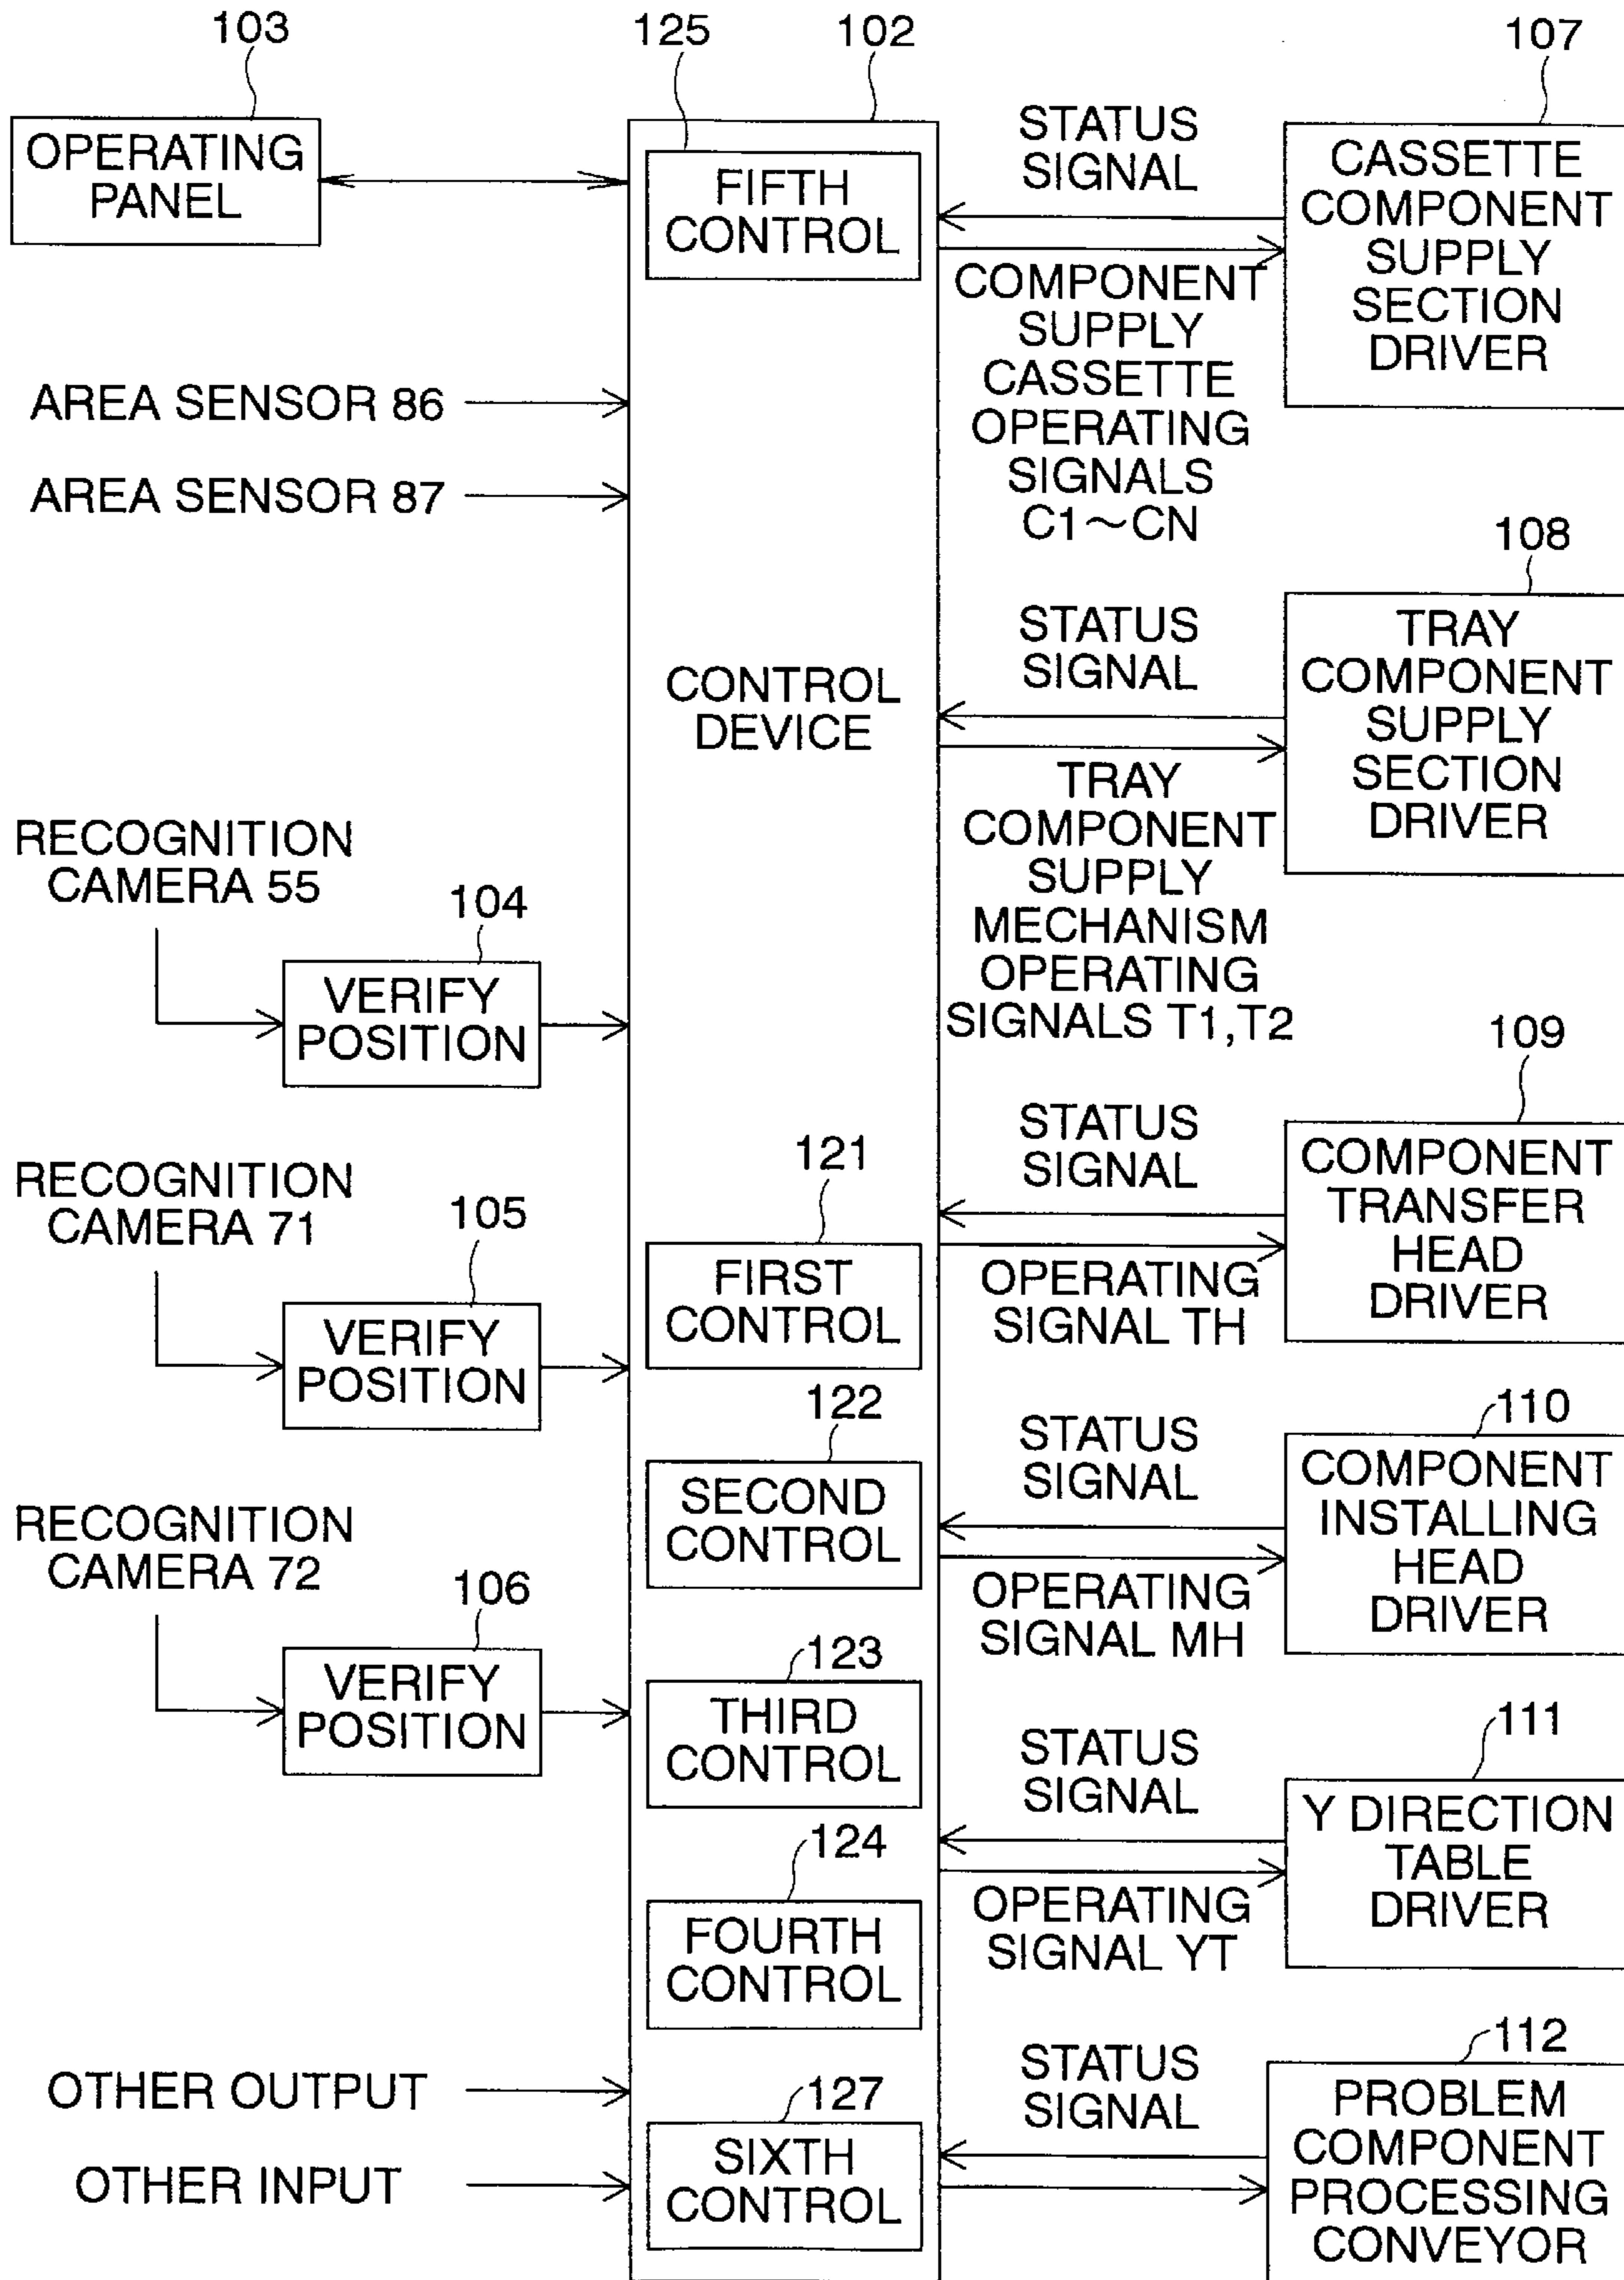 103
125
102
107
OPERATING
PANEL
FIFTH
CONTROL
STATUS
SIGNAL
CASSETTE
COMPONENT
SUPPLY
SECTION
DRIVER
COMPONENT
SUPPLY
CASSETTE
OPERATING
SIGNALS
C1~CN
AREA SENSOR 86
AREA SENSOR 87
108
CONTROL
DEVICE
STATUS
SIGNAL
TRAY
COMPONENT
SUPPLY
SECTION
DRIVER
TRAY
COMPONENT
SUPPLY
MECHANISM
OPERATING
SIGNALS T1,T2
RECOGNITION
CAMERA 55
104
VERIFY
POSITION
109
RECOGNITION
CAMERA 71
105
VERIFY
POSITION
121
FIRST
CONTROL
STATUS
SIGNAL
OPERATING
SIGNAL TH
COMPONENT
TRANSFER
HEAD
DRIVER
122
SECOND
CONTROL
STATUS
SIGNAL
OPERATING
SIGNAL MH
110
COMPONENT
INSTALLING
HEAD
DRIVER
RECOGNITION
CAMERA 72
106
VERIFY
POSITION
123
THIRD
CONTROL
STATUS
SIGNAL
OPERATING
SIGNAL YT
111
Y DIRECTION
TABLE
DRIVER
124
FOURTH
CONTROL
OTHER OUTPUT
OTHER INPUT
127
SIXTH
CONTROL
STATUS
SIGNAL
112
PROBLEM
COMPONENT
PROCESSING
CONVEYOR